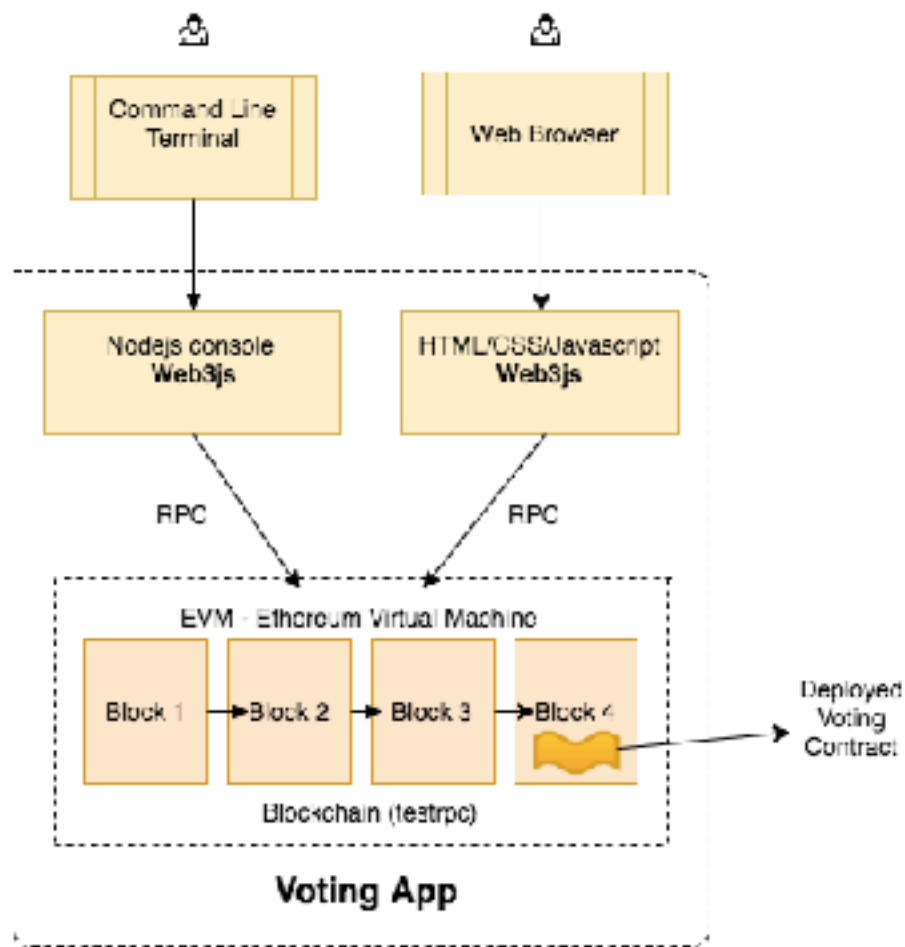 Command Line
Terminal
Web Browser
Nodejs console
Web3js
HTML/CSS/Javascript
Web3js
RPC
RPC
EVM - Ethereum Virtual Machine
Block 1
Block 2
Block 3
Block 4
Deployed
Voting
Contract
Blockchain (testrpc)
Voting App